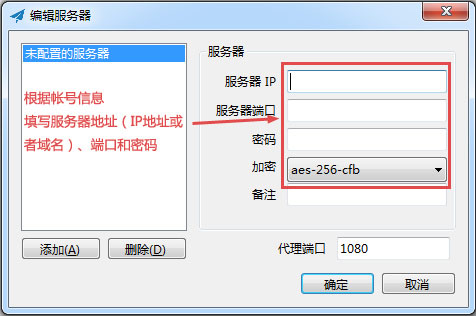 编辑服务器
未配置的服务器
根据帐号信息
填写服务器地址（IP地址或
者域名）、端口和密码
添加(A)
删除(D)
服务器
服务器 IP
服务器端口
密码
加密
aes-256-cfb
备注
代理端口
1080
确定
取消